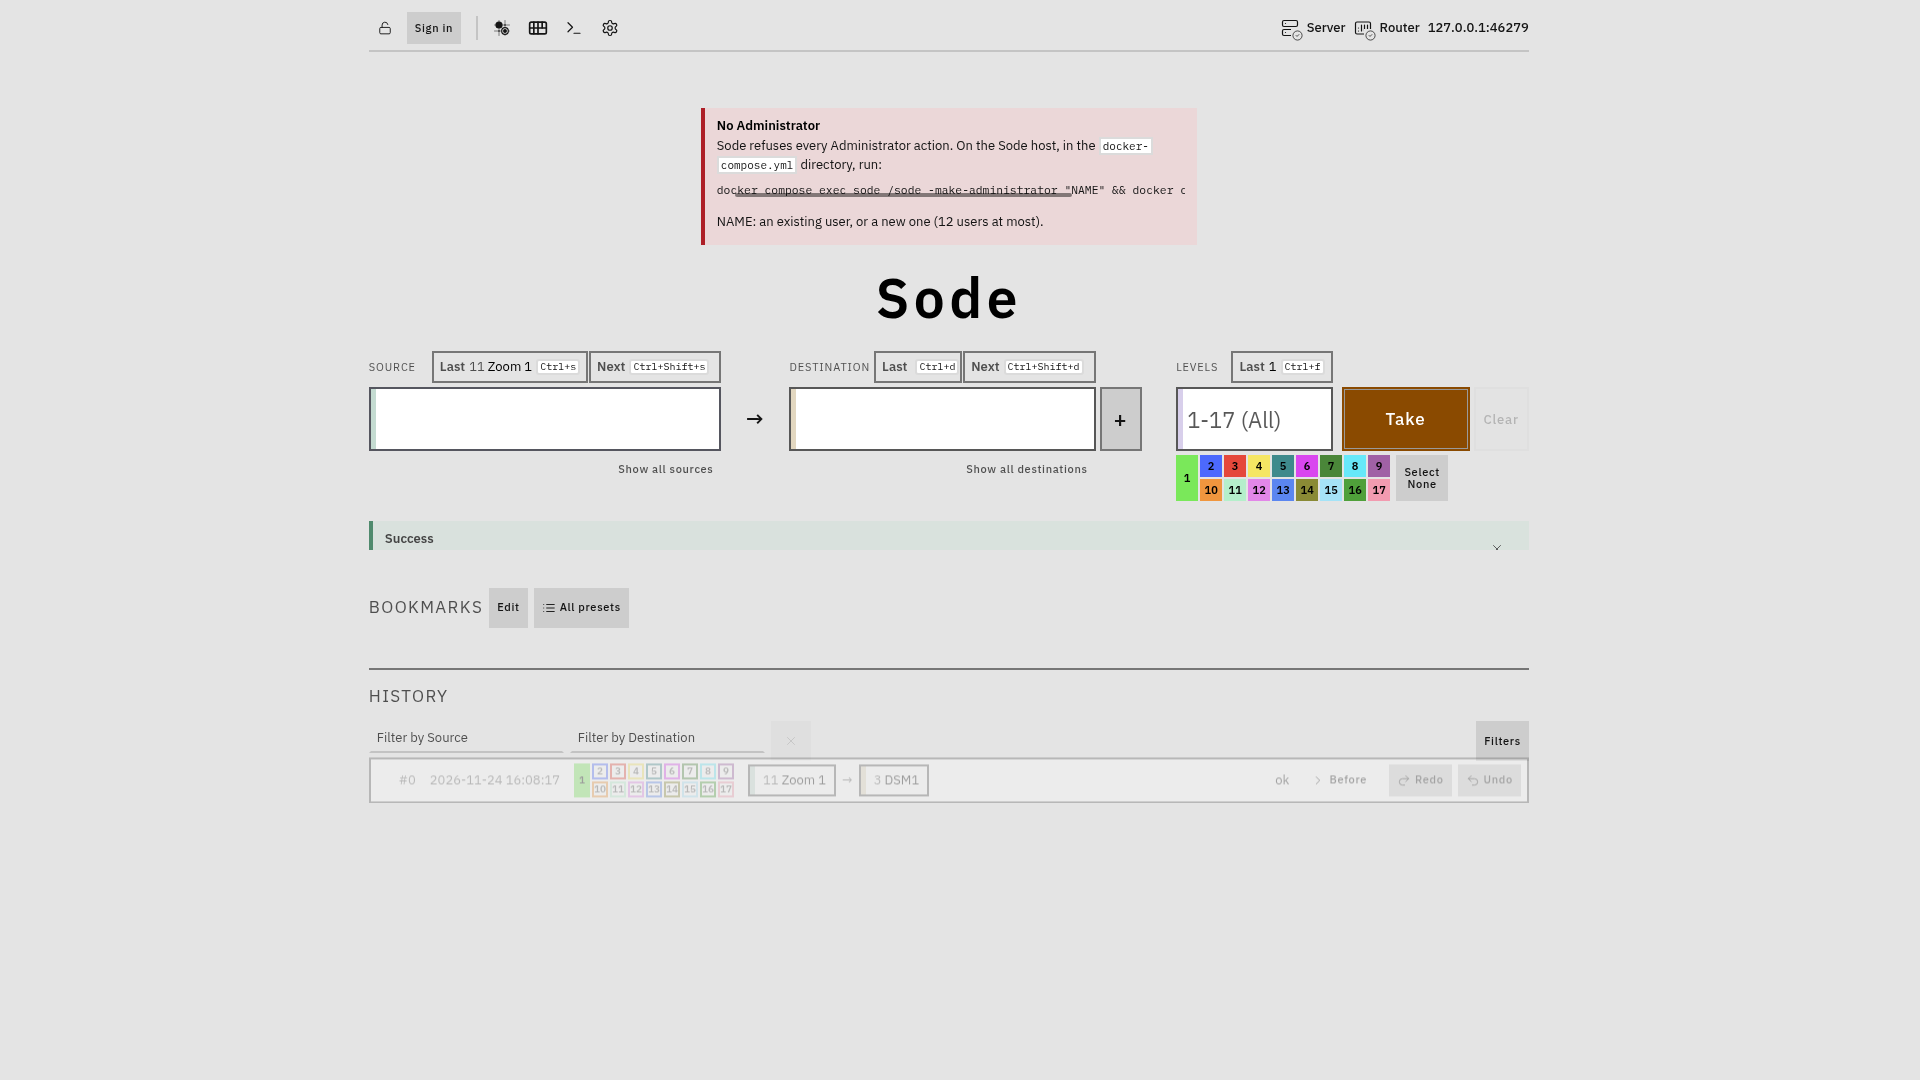 Sign in
Server Router 127.0.0.1:46279
No Administrator
Sode refuses every Administrator action. On the Sode host, in the docker-
compose.yml directory, run:
docker compose exec sode /sode -make-administrator "NAME" && docker c
NAME: an existing user, or a new one (12 users at most).
Sode
SOURCE Last 11 Zoom 1 Ctrl+s Next Ctrl+Shift+s DESTINATION Last Ctrl+d Next Ctrl+Shift+d LEVELS Last 1 Ctrl+f
→ + 1-17 (All) Take Clear
Show all sources Show all destinations
1 2 3 4 5 6 7 8 9
10 11 12 13 14 15 16 17
Select
None
Success
BOOKMARKS Edit All presets
HISTORY
Filter by Source Filter by Destination Filters
#0 2026-11-24 16:08:17 1 2 3 4 5 6 7 8 9
10 11 12 13 14 15 16 17
11 Zoom 1 → 3 DSM1 ok Before Redo Undo